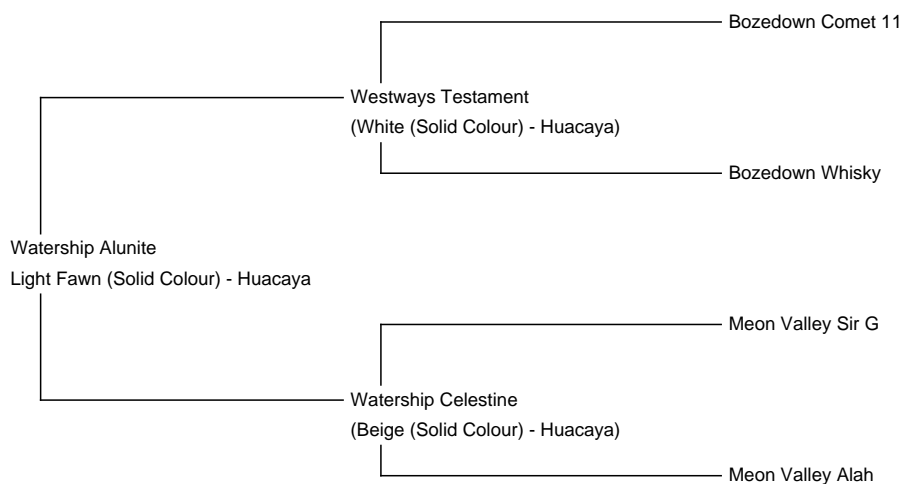 Bozedown Comet 11
Westways Testament
(White (Solid Colour) - Huacaya)
Bozedown Whisky
Watership Alunite
Light Fawn (Solid Colour) - Huacaya
Meon Valley Sir G
Watership Celestine
(Beige (Solid Colour) - Huacaya)
Meon Valley Alah